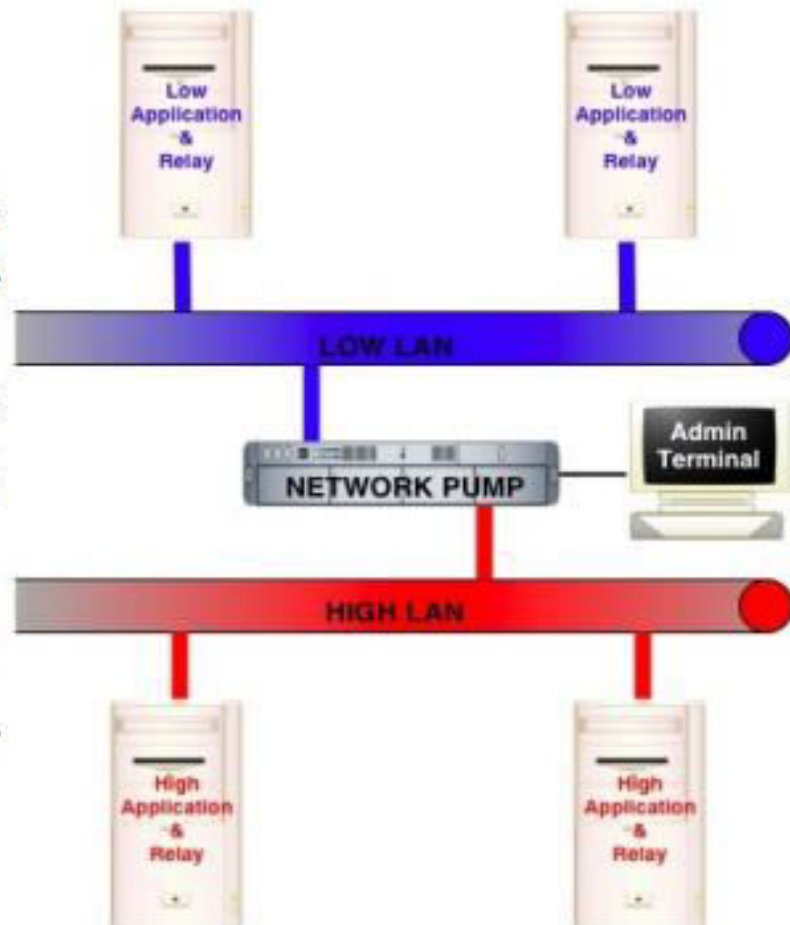 Low
Application
&
Relay
Low
Application
&
Relay
LOW LAN
Admin
Terminal
NETWORK PUMP
HIGH LAN
High
Application
&
Relay
High
Application
&
Relay